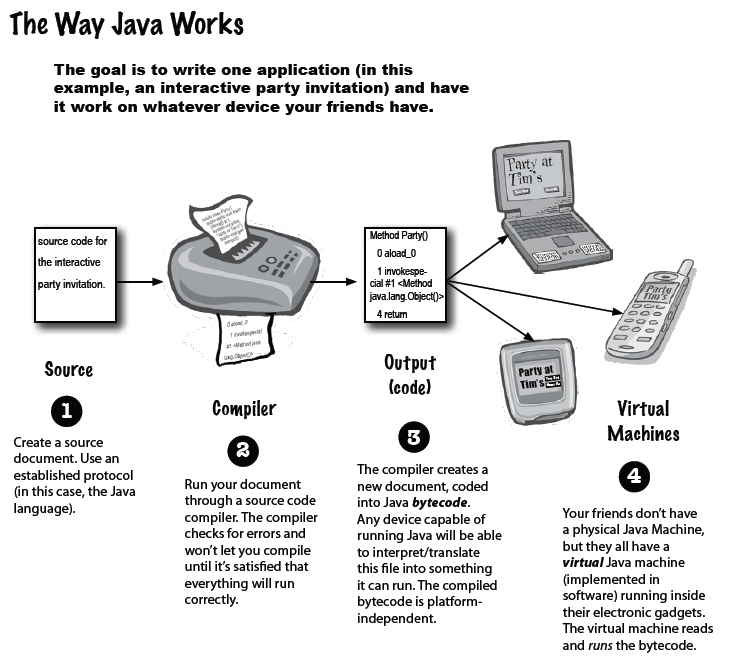 The Way Java Works
The goal is to write one application (in this
example, an interactive party invitation) and have
it work on whatever device your friends have.
source code for
the interactive
party invitation.
0 aload_0
1 invokespecial
#1 <Method java
.lang.Object()>
Method Party()
0 aload_0
1 invokespe-
cial #1 <Method
java.lang.Object()>
4 return
Party at
Tim's
Party
Tim's
Party at
Tim's
Source
1
Create a source
document. Use an
established protocol
(in this case, the Java
language).
Compiler
2
Run your document
through a source code
compiler. The compiler
checks for errors and
won't let you compile
until it's satisfied that
everything will run
correctly.
Output
(code)
3
The compiler creates a
new document, coded
into Java bytecode.
Any device capable of
running Java will be able
to interpret/translate
this file into something
it can run. The compiled
bytecode is platform-
independent.
Virtual
Machines
4
Your friends don't have
a physical Java Machine,
but they all have a
virtual Java machine
(implemented in
software) running inside
their electronic gadgets.
The virtual machine reads
and runs the bytecode.